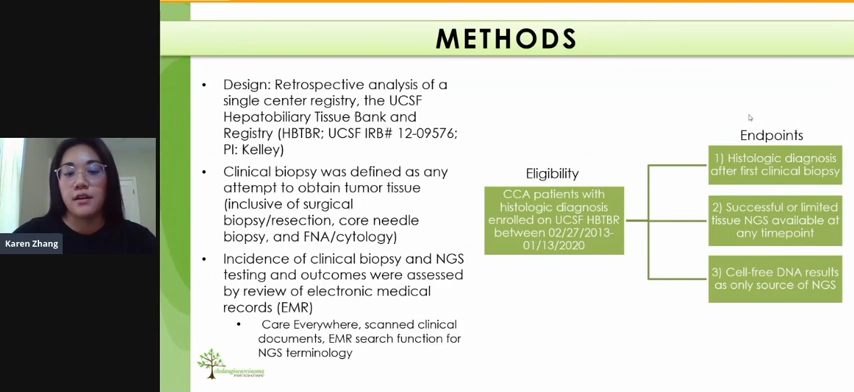 METHODS
• Design: Retrospective analysis of a
single center registry, the UCSF
Hepatobiliary Tissue Bank and
Registry (HBTBR; UCSF IRB# 12-09576;
PI: Kelley)
• Clinical biopsy was defined as any
attempt to obtain tumor tissue
(inclusive of surgical
biopsy/resection, core needle
biopsy, and FNA/cytology)
• Incidence of clinical biopsy and NGS
testing and outcomes were assessed
by review of electronic medical
records (EMR)
• Care Everywhere, scanned clinical
documents, EMR search function for
NGS terminology
Eligibility
CCA patients with
histologic diagnosis
enrolled on UCSF HBTBR
between 02/27/2013-
01/13/2020
Endpoints
1) Histologic diagnosis
after first clinical biopsy
2) Successful or limited
tissue NGS available at
any timepoint
3) Cell-free DNA results
as only source of NGS
Karen Zhang
cholangiocarcinoma